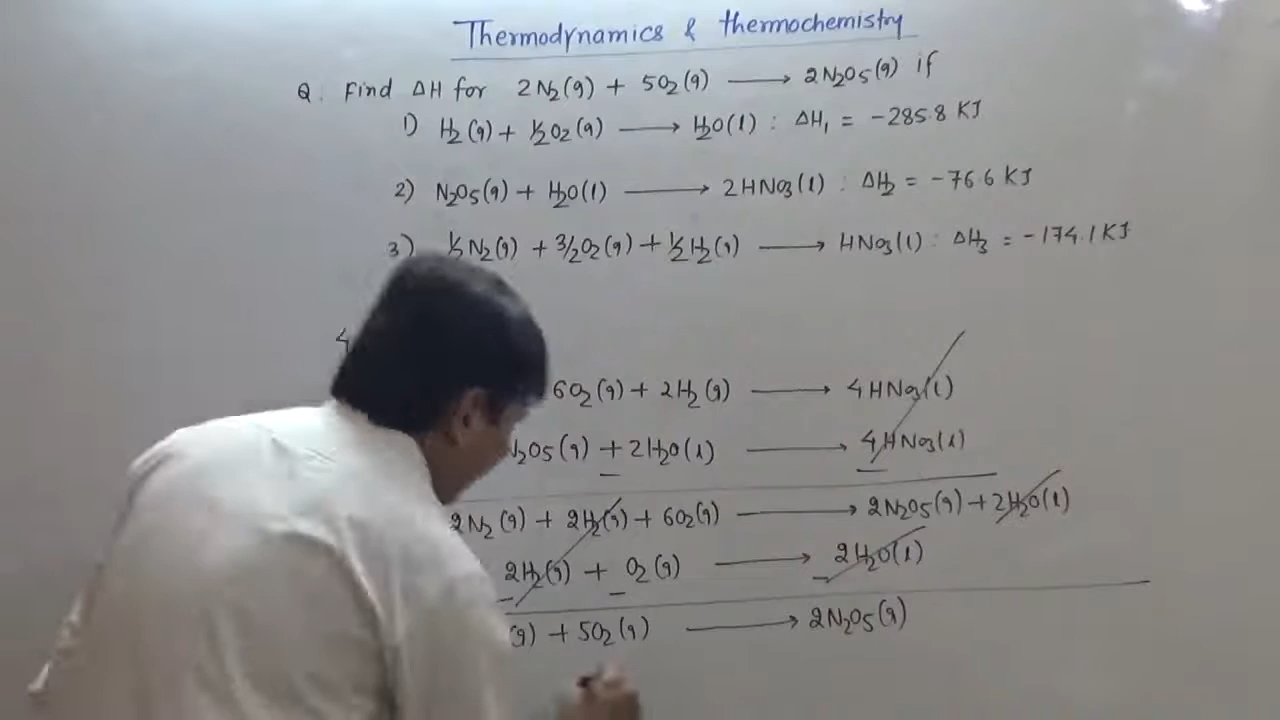 Thermodynamics & thermochemistry
Q. Find ΔH for 2N₂(g) + 5O₂(g) ⟶ 2N₂O₅(g) if
1) H₂(g) + ½O₂(g) ⟶ H₂O(l) : ΔH₁ = -285.8 KJ
2) N₂O₅(g) + H₂O(l) ⟶ 2HNO₃(l) : ΔH₂ = -76.6 KJ
3) ½N₂(g) + 3/2O₂(g) + ½H₂(g) ⟶ HNO₃(l) : ΔH₃ = -174.1 KJ
4
6O₂(g) + 2H₂(g) ⟶ 4HNO₃(l)
N₂O₅(g) + 2H₂O(l) ⟶ 4HNO₃(l)
2N₂(g) + 2H₂(g) + 6O₂(g) ⟶ 2N₂O₅(g) + 2H₂O(l)
2H₂(g) + O₂(g) ⟶ 2H₂O(l)
(g) + 5O₂(g) ⟶ 2N₂O₅(g)